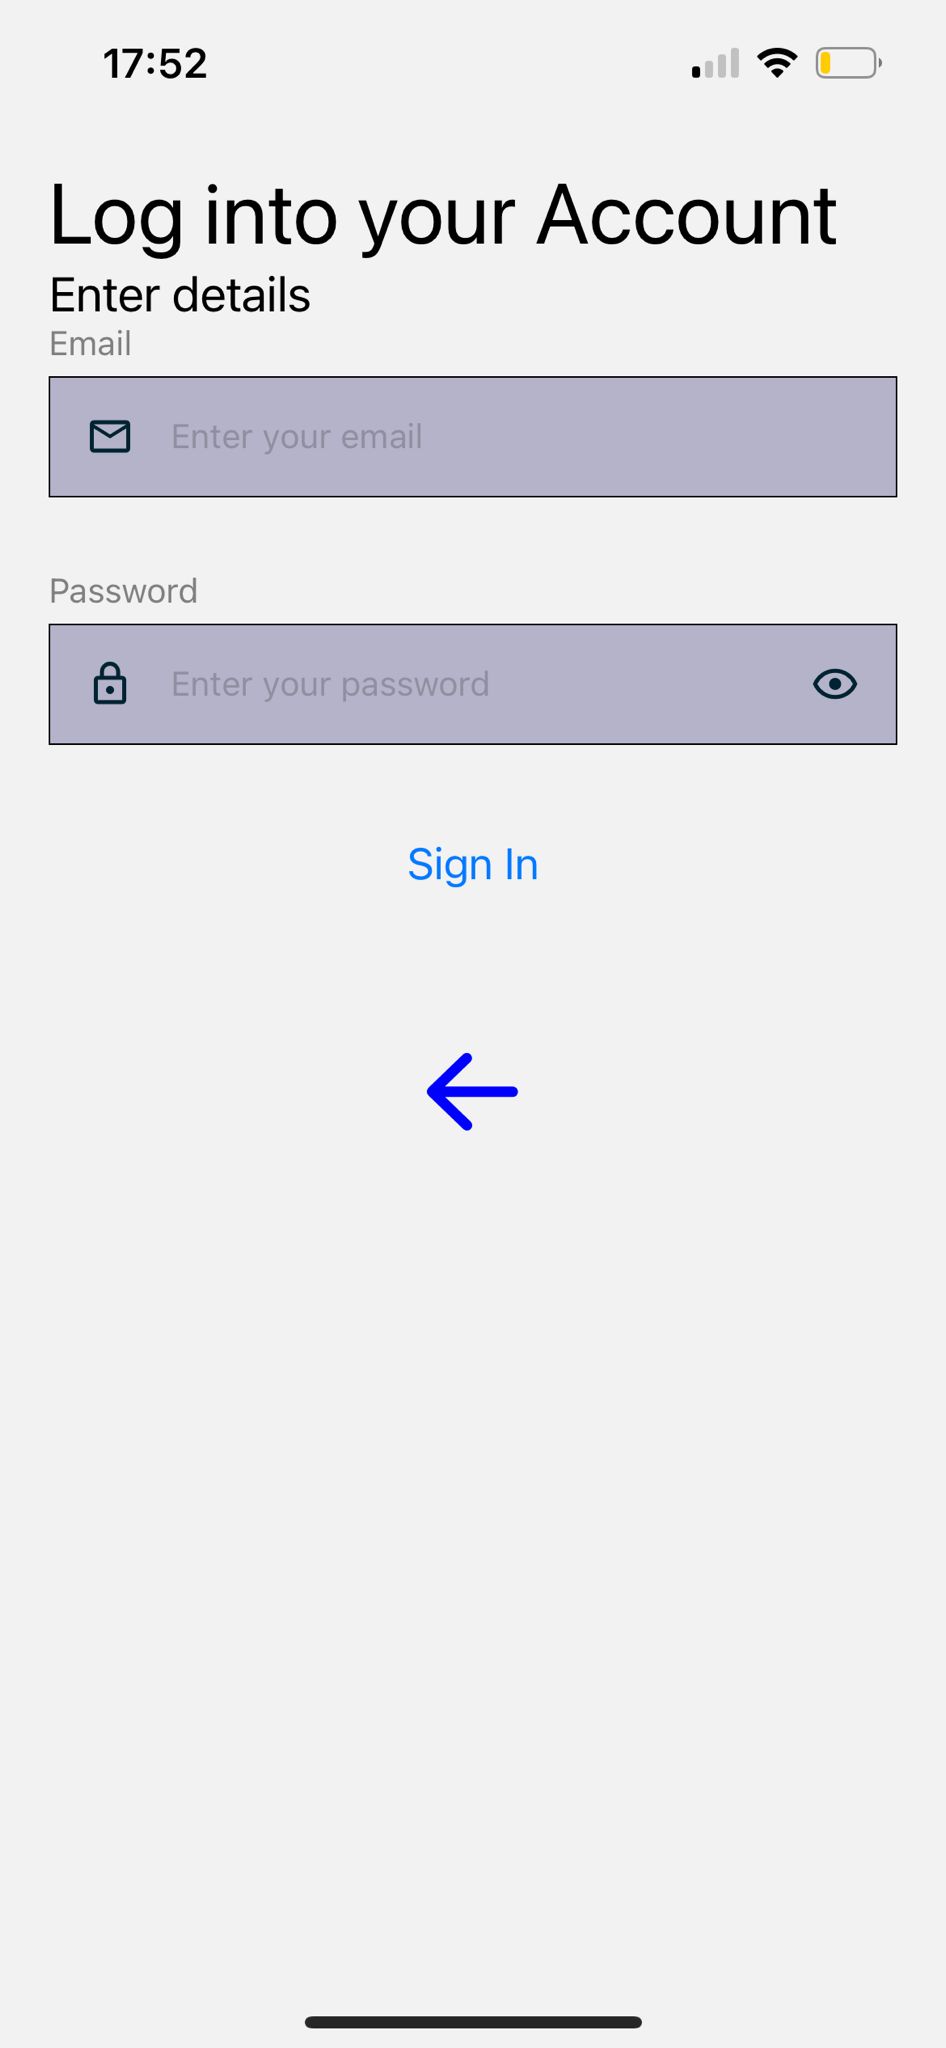 17:52
Log into your Account
Enter details
Email
Enter your email
Password
Enter your password
Sign In